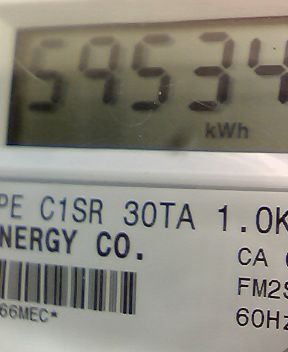 59534
kWh
PE C1SR 30TA 1.0K
NERGY CO.
CA
FM2S
66MEC*
60Hz